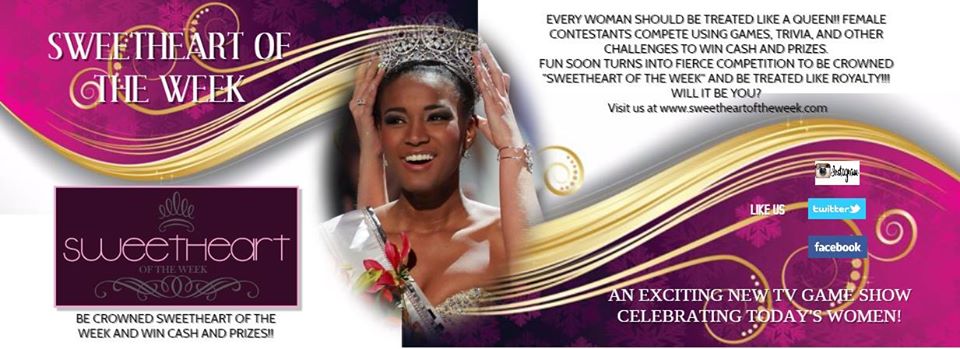 SWEETHEART OF
THE WEEK
EVERY WOMAN SHOULD BE TREATED LIKE A QUEEN!! FEMALE
CONTESTANTS COMPETE USING GAMES, TRIVIA, AND OTHER
CHALLENGES TO WIN CASH AND PRIZES.
FUN SOON TURNS INTO FIERCE COMPETITION TO BE CROWNED
"SWEETHEART OF THE WEEK" AND BE TREATED LIKE ROYALTY!!!
WILL IT BE YOU?
Visit us at www.sweetheartoftheweek.com
SWEETHEART
OF THE WEEK
BE CROWNED SWEETHEART OF THE
WEEK AND WIN CASH AND PRIZES!!
Instagram
LIKE US
twitter
facebook
AN EXCITING NEW TV GAME SHOW
CELEBRATING TODAY'S WOMEN!